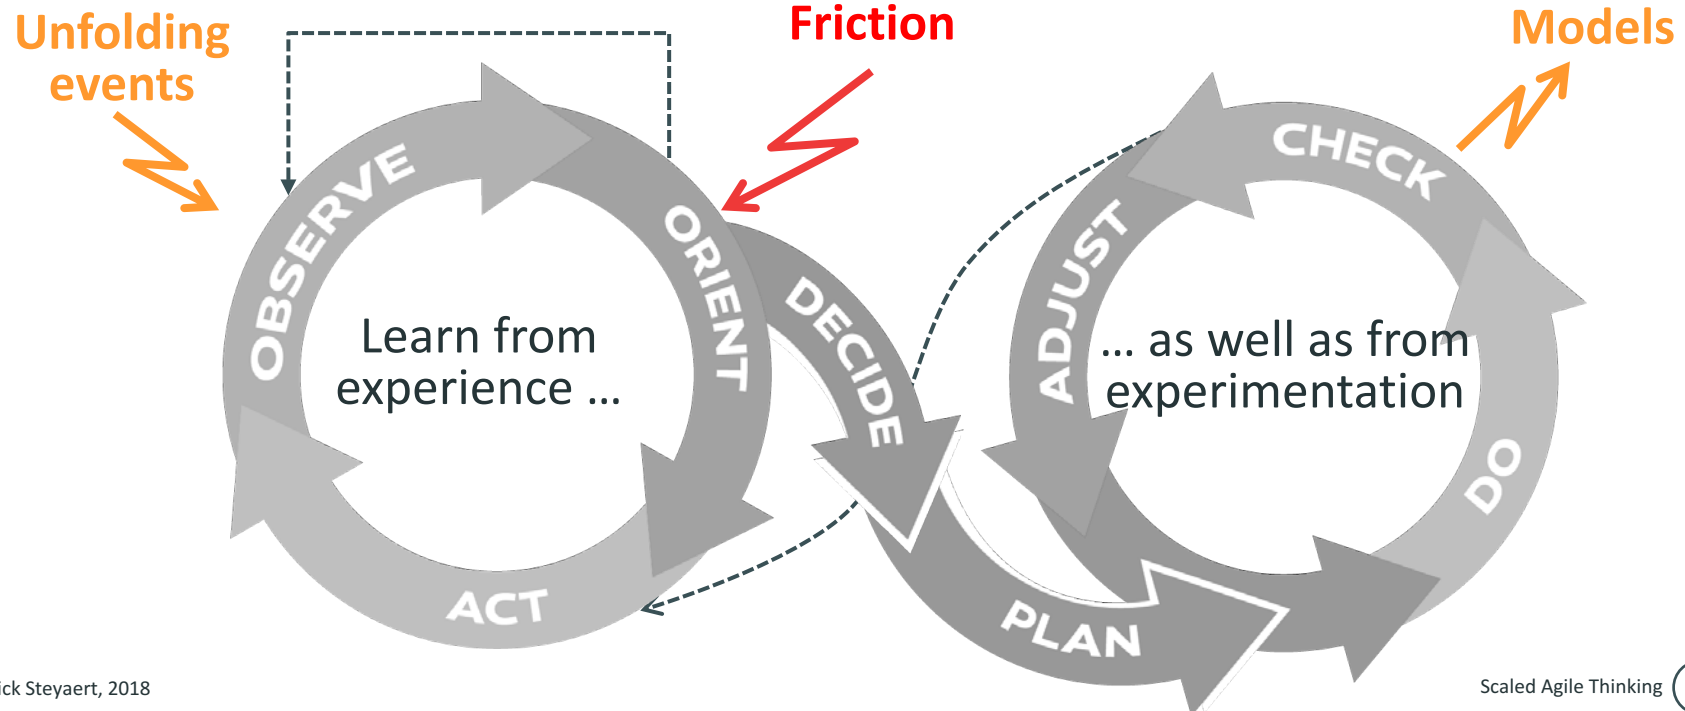 Unfolding
events
Friction
Models
OBSERVE
ORIENT
DECIDE
ACT
Learn from
experience ...
CHECK
ADJUST
... as well as from
experimentation
DO
PLAN
Steyaert, 2018
Scaled Agile Thinking